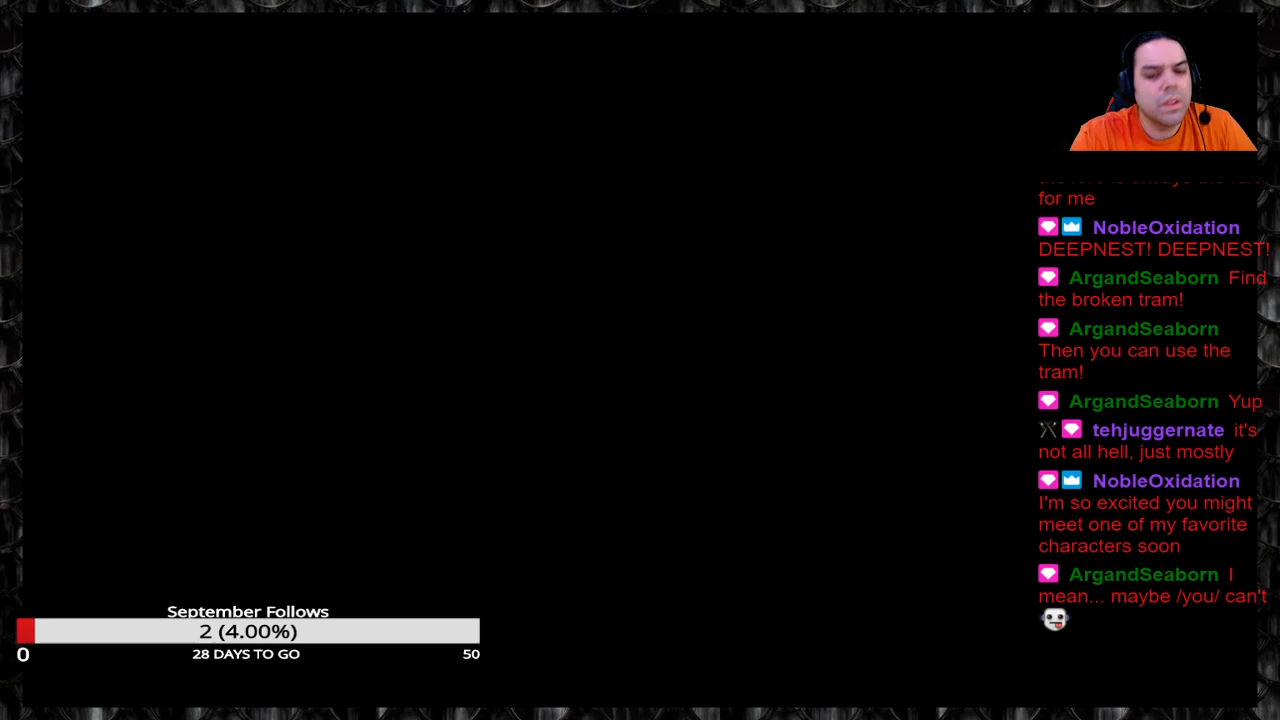 for me
NobleOxidation
DEEPNEST! DEEPNEST!
ArgandSeaborn Find
the broken tram!
ArgandSeaborn
Then you can use the
tram!
ArgandSeaborn Yup
tehjuggernate it's
not all hell, just mostly
NobleOxidation
I'm so excited you might
meet one of my favorite
characters soon
ArgandSeaborn I
mean... maybe /you/ can't
September Follows
2 (4.00%)
0 28 DAYS TO GO 50